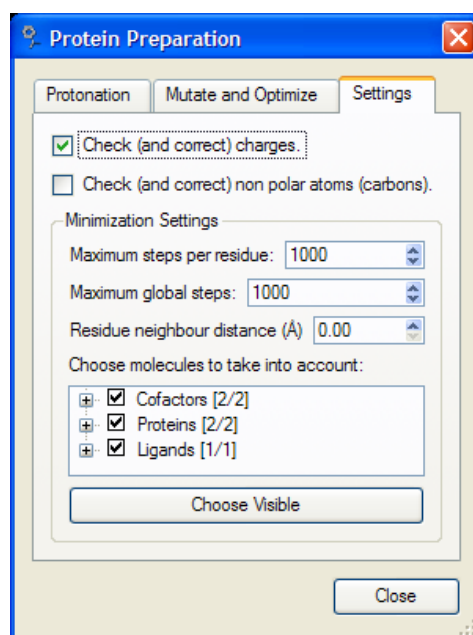 Protein Preparation
Protonation Mutate and Optimize Settings
Check (and correct) charges.
Check (and correct) non polar atoms (carbons).
Minimization Settings
Maximum steps per residue: 1000
Maximum global steps: 1000
Residue neighbour distance (Å) 0.00
Choose molecules to take into account:
Cofactors [2/2]
Proteins [2/2]
Ligands [1/1]
Choose Visible
Close